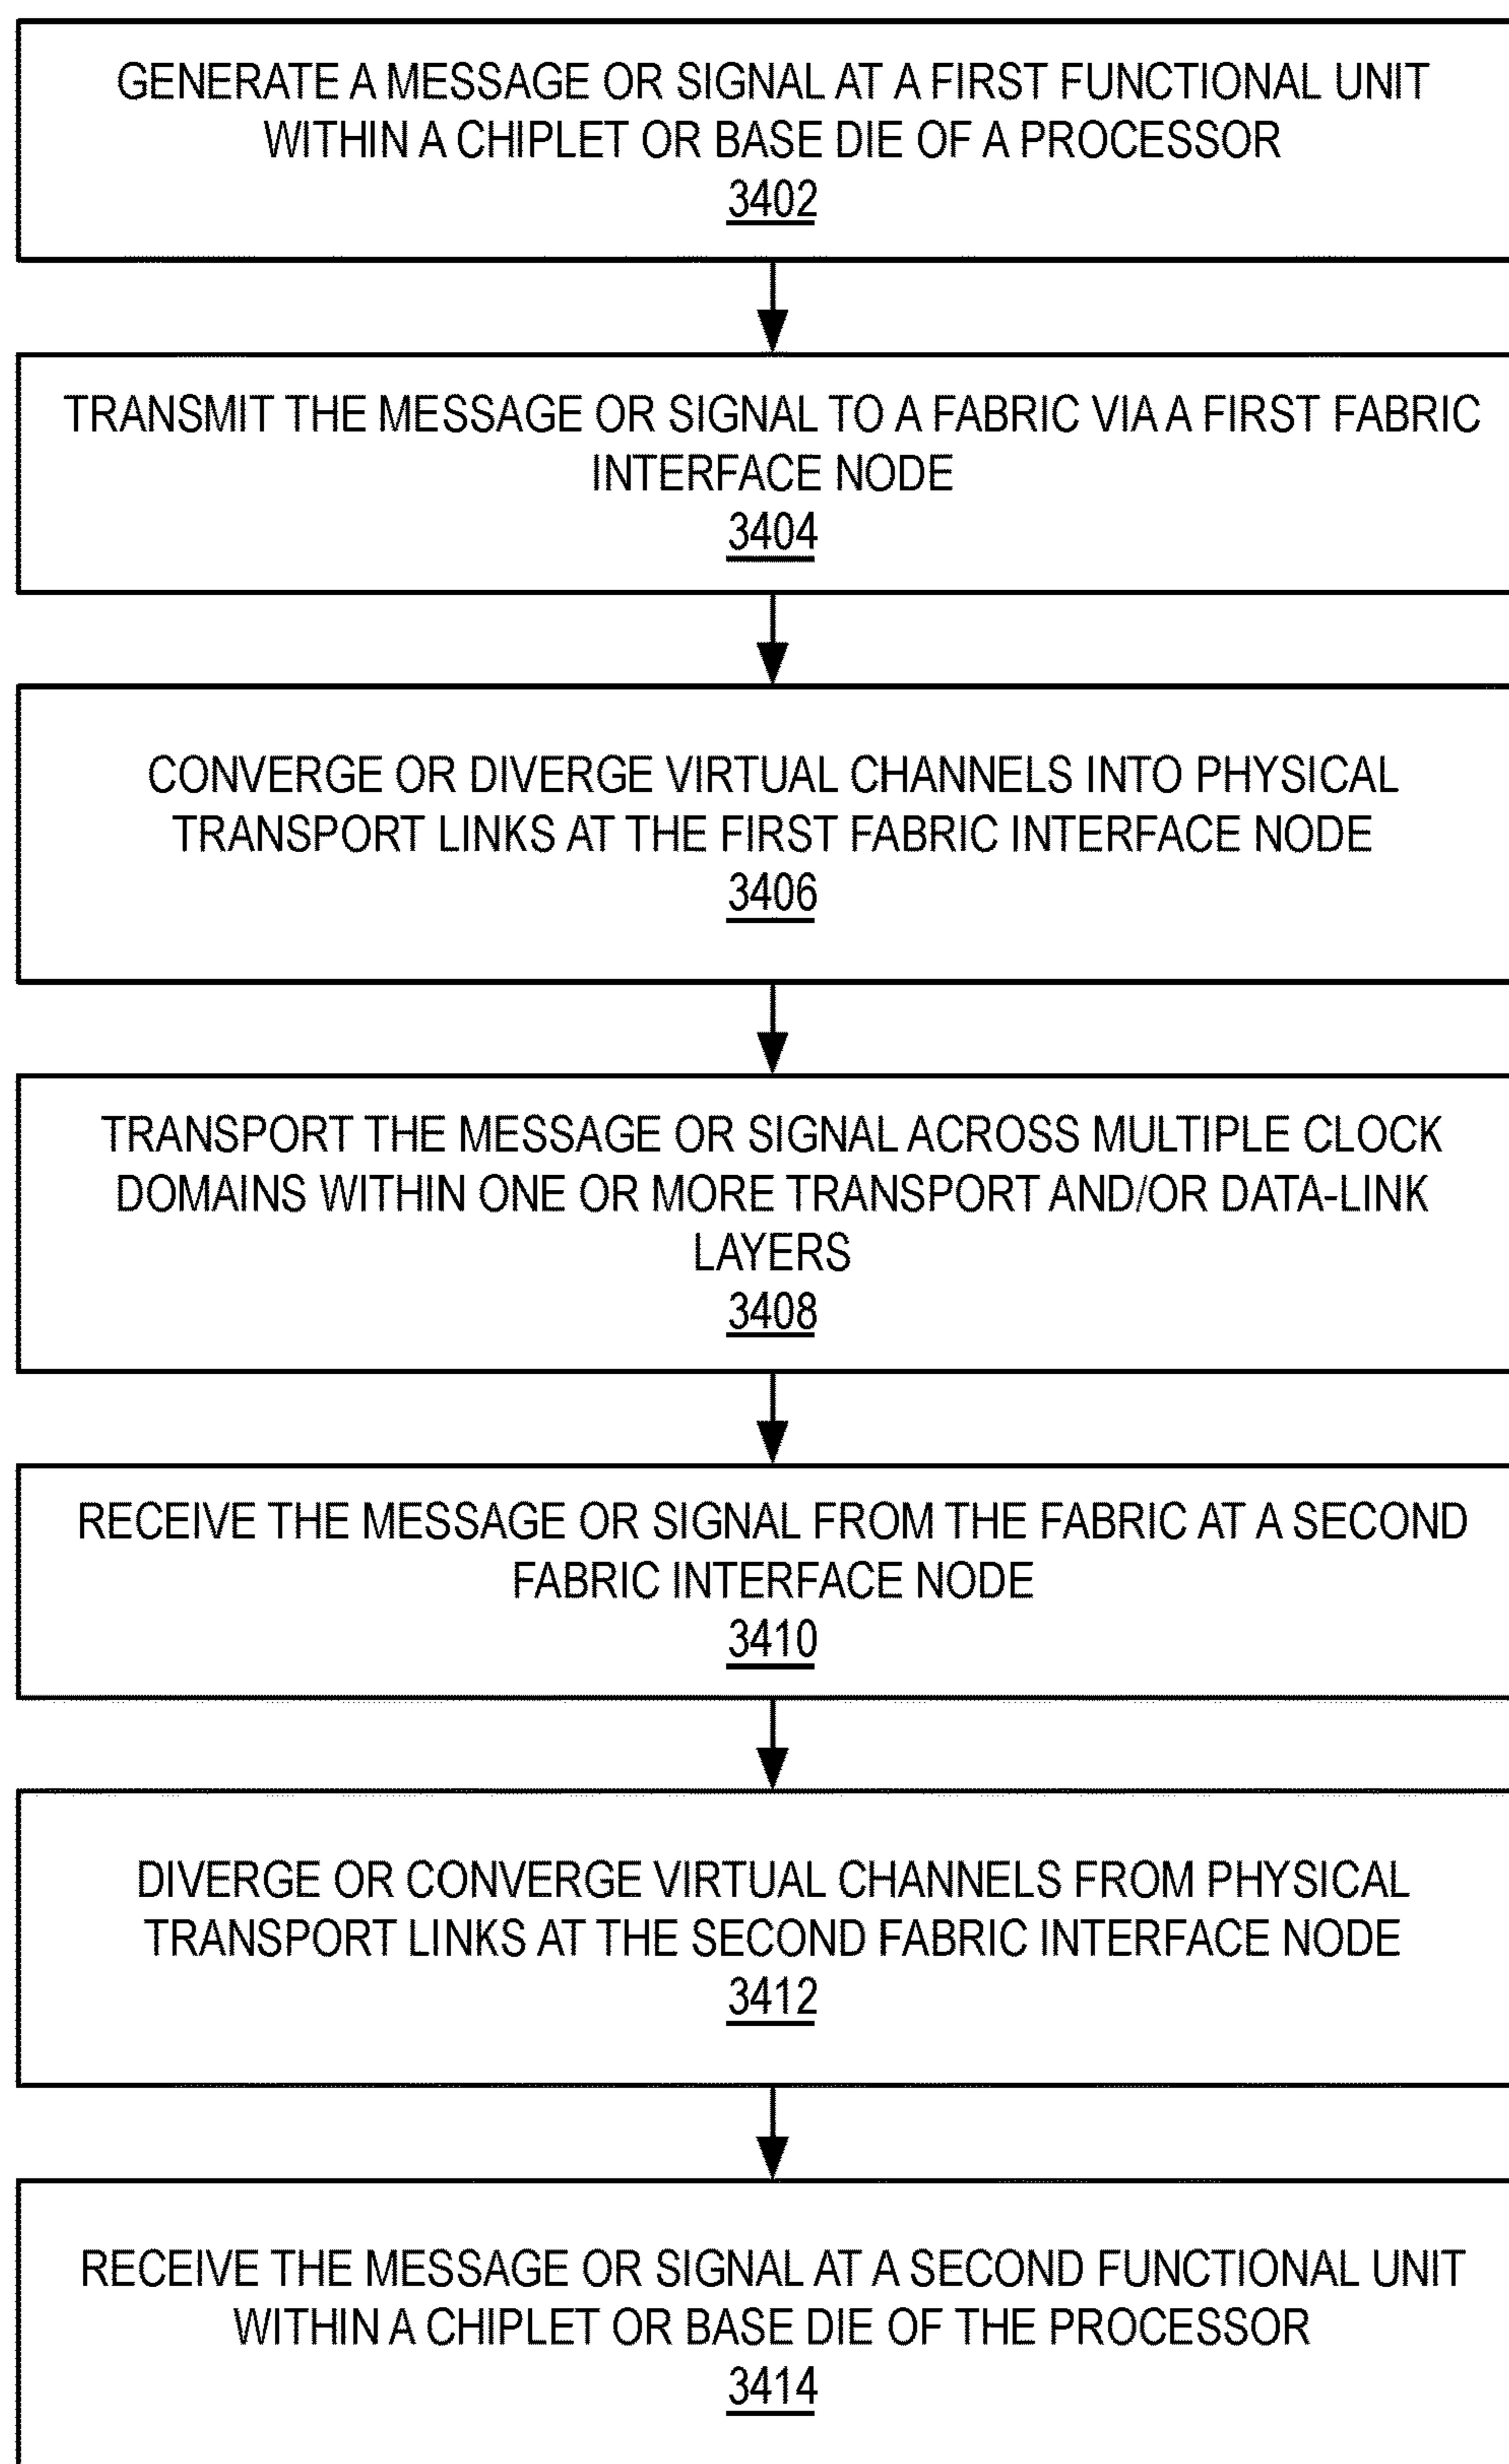 GENERATE A MESSAGE OR SIGNAL AT A FIRST FUNCTIONAL UNIT
WITHIN A CHIPLET OR BASE DIE OF A PROCESSOR
3402
TRANSMIT THE MESSAGE OR SIGNAL TO A FABRIC VIA A FIRST FABRIC
INTERFACE NODE
3404
CONVERGE OR DIVERGE VIRTUAL CHANNELS INTO PHYSICAL
TRANSPORT LINKS AT THE FIRST FABRIC INTERFACE NODE
3406
TRANSPORT THE MESSAGE OR SIGNAL ACROSS MULTIPLE CLOCK
DOMAINS WITHIN ONE OR MORE TRANSPORT AND/OR DATA-LINK
LAYERS
3408
RECEIVE THE MESSAGE OR SIGNAL FROM THE FABRIC AT A SECOND
FABRIC INTERFACE NODE
3410
DIVERGE OR CONVERGE VIRTUAL CHANNELS FROM PHYSICAL
TRANSPORT LINKS AT THE SECOND FABRIC INTERFACE NODE
3412
RECEIVE THE MESSAGE OR SIGNAL AT A SECOND FUNCTIONAL UNIT
WITHIN A CHIPLET OR BASE DIE OF THE PROCESSOR
3414